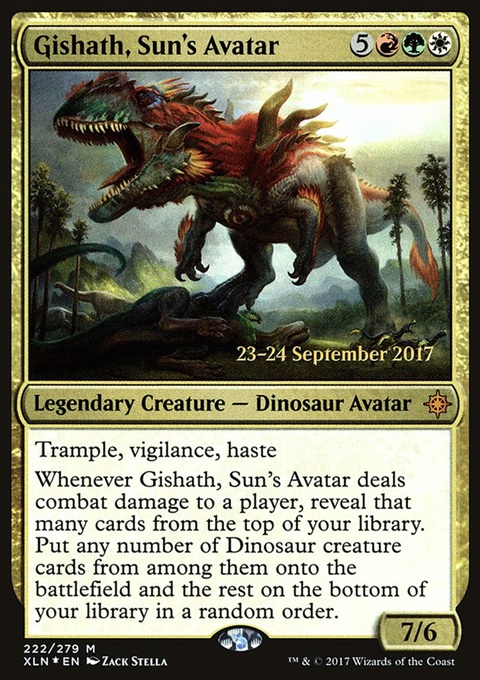 Gishath, Sun's Avatar 5
23–24 September 2017
Legendary Creature — Dinosaur Avatar
Trample, vigilance, haste
Whenever Gishath, Sun's Avatar deals
combat damage to a player, reveal that
many cards from the top of your library.
Put any number of Dinosaur creature
cards from among them onto the
battlefield and the rest on the bottom of
your library in a random order.
7/6
222/279 M
XLN★EN Zack Stella
™ & © 2017 Wizards of the Coast